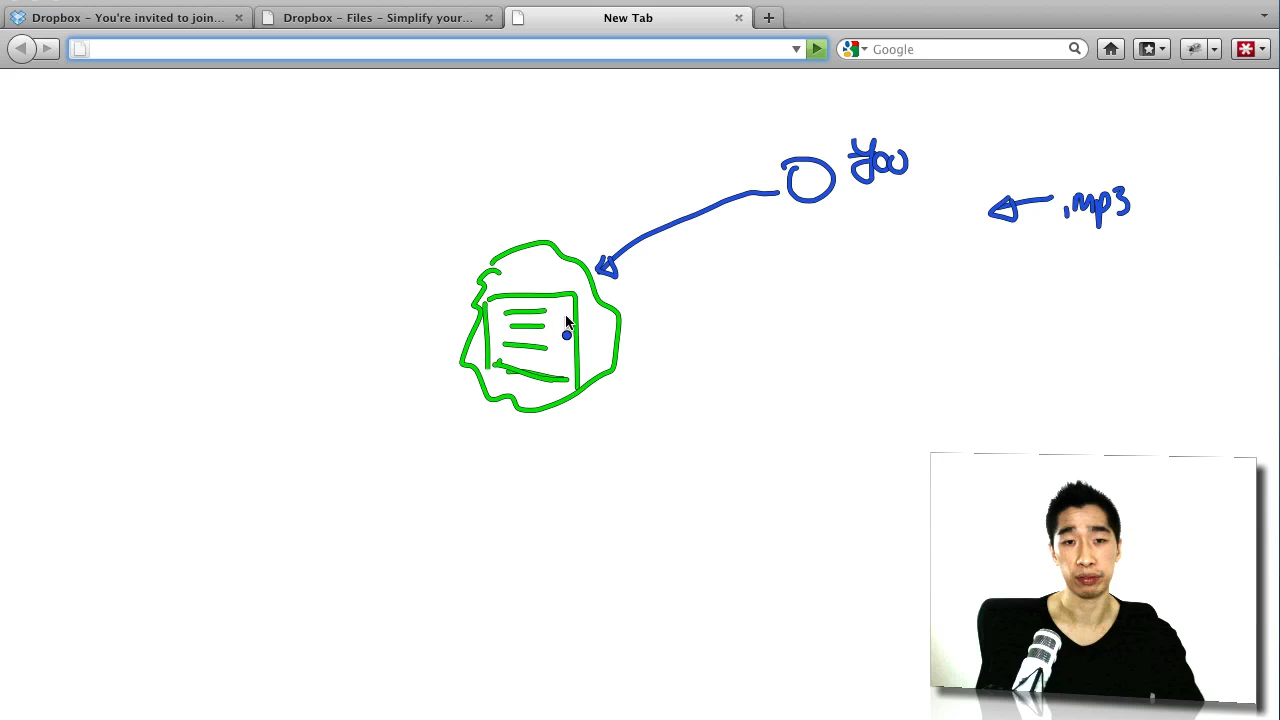 Dropbox – You're invited to join...
Dropbox – Files – Simplify your...
New Tab
Google
You
.mp3